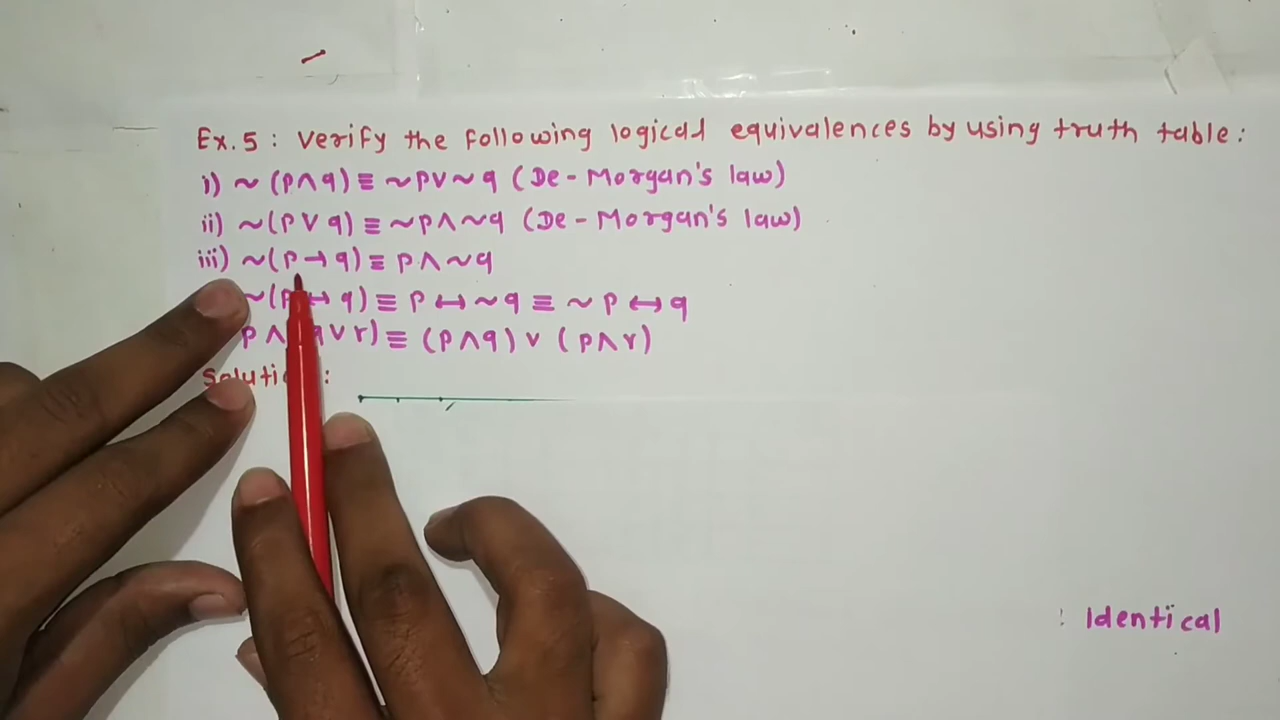 Ex.5 : Verify the following logical equivalences by using truth table :
i) ~ (p∧q) ≡ ~p∨~q (De-Morgan's law)
ii) ~(p∨q) ≡ ~p∧~q (De-Morgan's law)
iii) ~(p→q) ≡ p∧~q
~(p↔q) ≡ p↔~q ≡ ~p↔q
p∧ q∨r) ≡ (p∧q) ∨ (p∧r)
: Identical